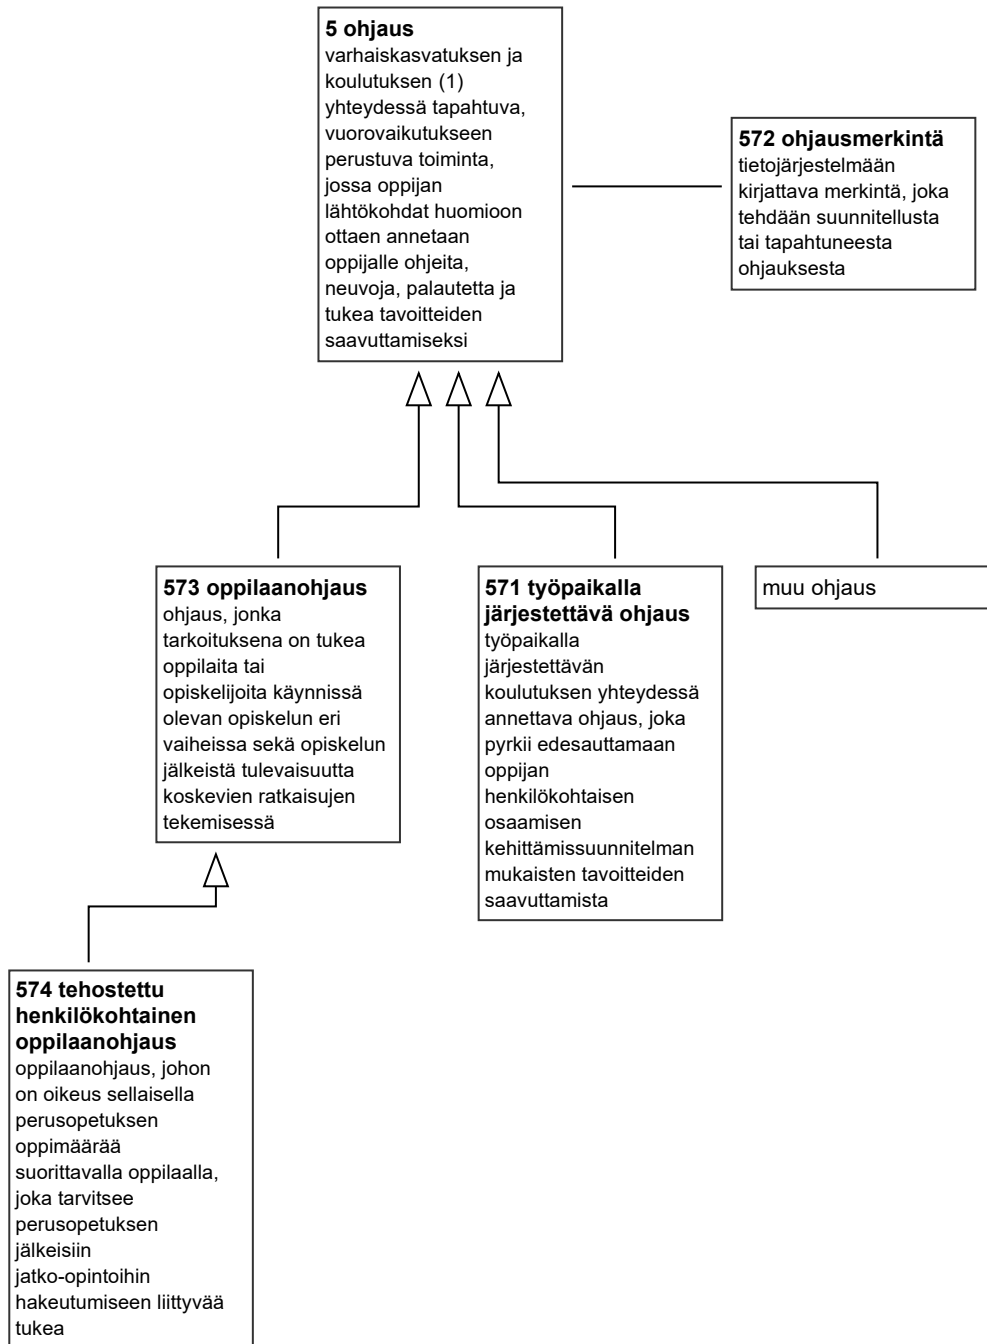 5 ohjaus
varhaiskasvatuksen ja
koulutuksen (1)
yhteydessä tapahtuva,
vuorovaikutukseen
perustuva toiminta,
jossa oppijan
lähtökohdat huomioon
ottaen annetaan
oppijalle ohjeita,
neuvoja, palautetta ja
tukea tavoitteiden
saavuttamiseksi
572 ohjausmerkintä
tietojärjestelmään
kirjattava merkintä, joka
tehdään suunnitellusta
tai tapahtuneesta
ohjauksesta
573 oppilaanohjaus
ohjaus, jonka
tarkoituksena on tukea
oppilaita tai
opiskelijoita käynnissä
olevan opiskelun eri
vaiheissa sekä opiskelun
jälkeistä tulevaisuutta
koskevien ratkaisujen
tekemisessä
571 työpaikalla
järjestettävä ohjaus
työpaikalla
järjestettävän
koulutuksen yhteydessä
annettava ohjaus, joka
pyrkii edesauttamaan
oppijan
henkilökohtaisen
osaamisen
kehittämissuunnitelman
mukaisten tavoitteiden
saavuttamista
muu ohjaus
574 tehostettu
henkilökohtainen
oppilaanohjaus
oppilaanohjaus, johon
on oikeus sellaisella
perusopetuksen
oppimäärää
suorittavalla oppilaalla,
joka tarvitsee
perusopetuksen
jälkeisiin
jatko-opintoihin
hakeutumiseen liittyvää
tukea